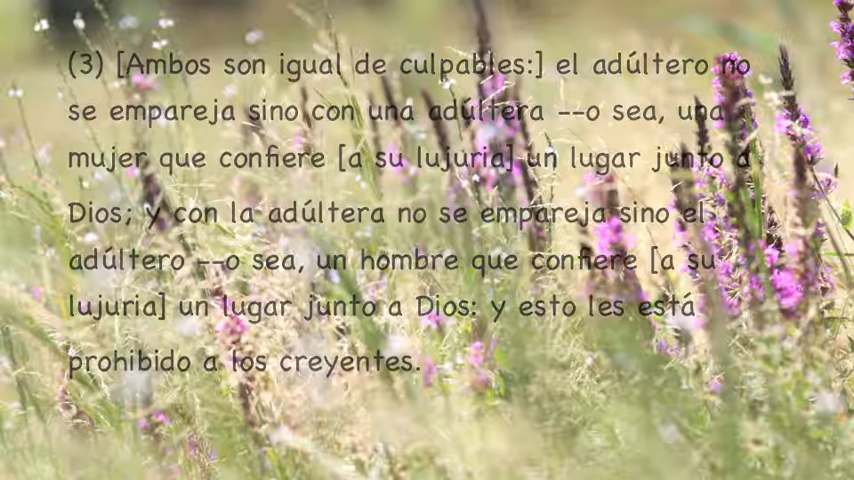 (3) [Ambos son igual de culpables:] el adúltero no
se empareja sino con una adúltera --o sea, una
mujer que confiere [a su lujuria] un lugar junto a
Dios; y con la adúltera no se empareja sino el
adúltero --o sea, un hombre que confiere [a su
lujuria] un lugar junto a Dios: y esto les está
prohibido a los creyentes.